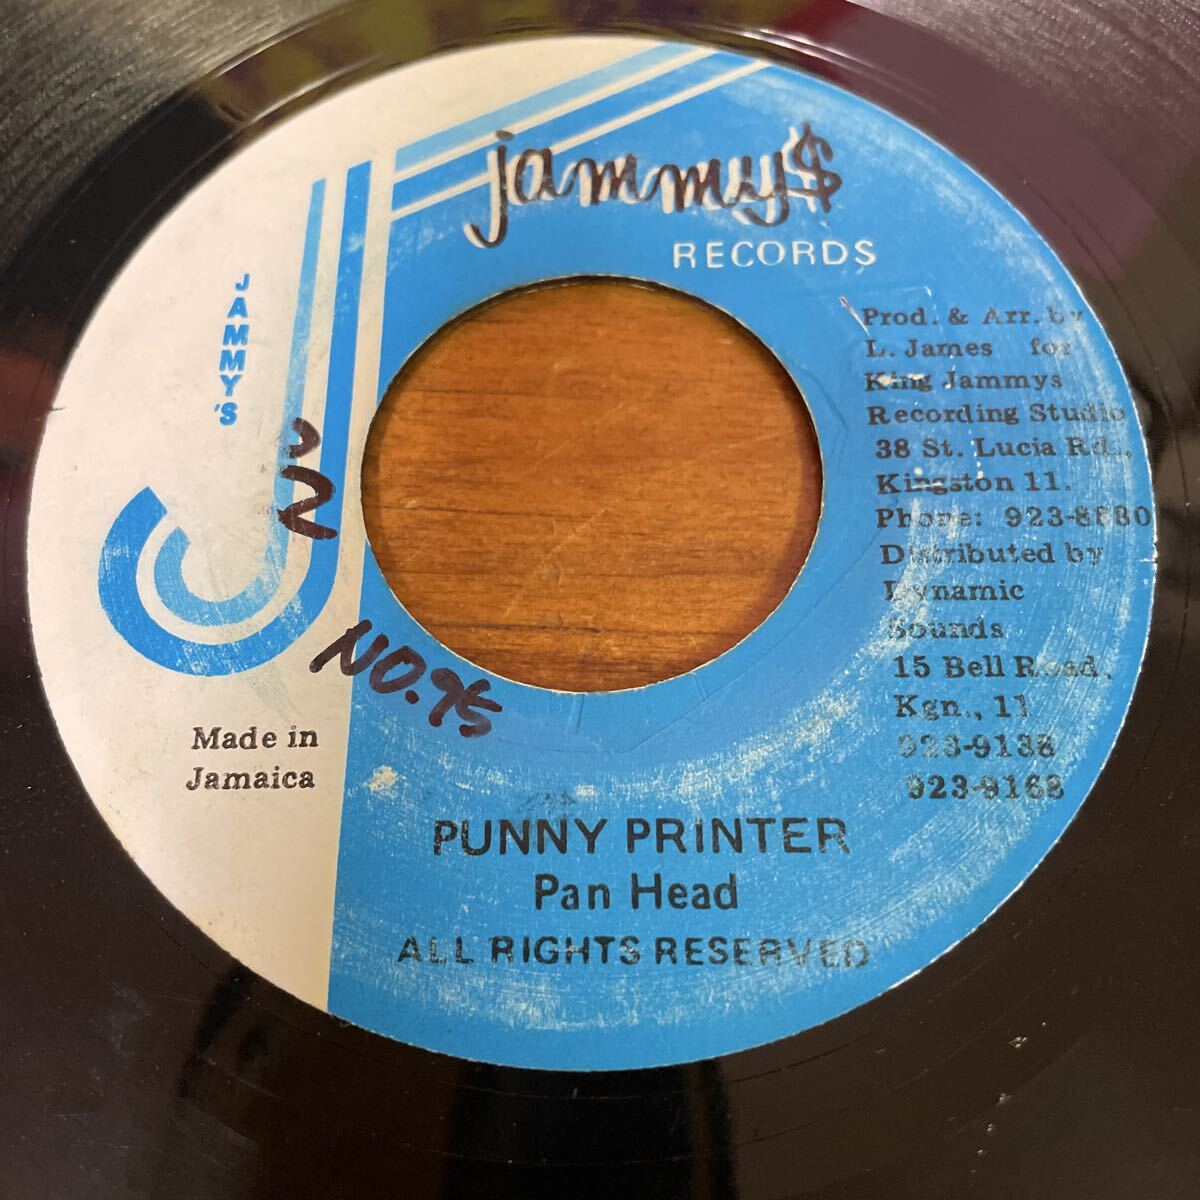 jammy$
RECORDS
JAMMY'S
Prod. & Arr. by
L. James for
King Jammys
Recording Studio
38 St. Lucia Rd.,
Kingston 11.
Phone: 923-8880
Distributed by
Dynamic
Sounds
15 Bell Road,
Kgn., 11
923-9138
923-9168
2
NO.95
Made in
Jamaica
PUNNY PRINTER
Pan Head
ALL RIGHTS RESERVED